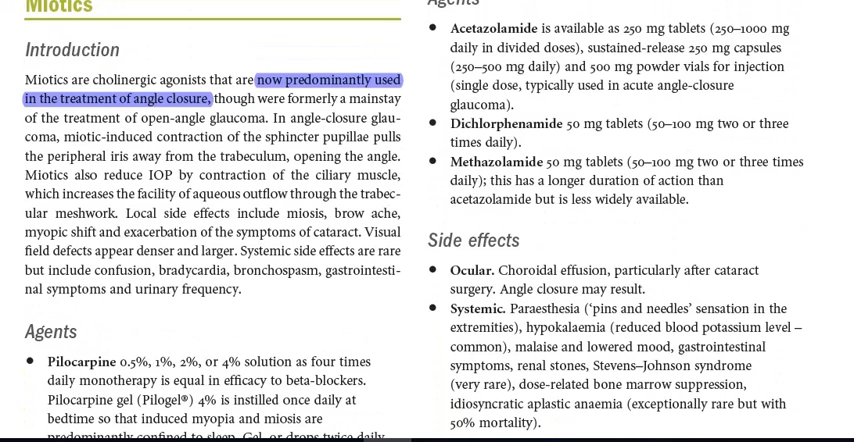 Miotics
Introduction
Miotics are cholinergic agonists that are now predominantly used
in the treatment of angle closure, though were formerly a mainstay
of the treatment of open-angle glaucoma. In angle-closure glau-
coma, miotic-induced contraction of the sphincter pupillae pulls
the peripheral iris away from the trabeculum, opening the angle.
Miotics also reduce IOP by contraction of the ciliary muscle,
which increases the facility of aqueous outflow through the trabec-
ular meshwork. Local side effects include miosis, brow ache,
myopic shift and exacerbation of the symptoms of cataract. Visual
field defects appear denser and larger. Systemic side effects are rare
but include confusion, bradycardia, bronchospasm, gastrointesti-
nal symptoms and urinary frequency.
Agents
● Pilocarpine 0.5%, 1%, 2%, or 4% solution as four times
daily monotherapy is equal in efficacy to beta-blockers.
Pilocarpine gel (Pilogel®) 4% is instilled once daily at
bedtime so that induced myopia and miosis are
predominantly confined to sleep. Gel, or drops twice daily
Agents
● Acetazolamide is available as 250 mg tablets (250–1000 mg
daily in divided doses), sustained-release 250 mg capsules
(250–500 mg daily) and 500 mg powder vials for injection
(single dose, typically used in acute angle-closure
glaucoma).
● Dichlorphenamide 50 mg tablets (50–100 mg two or three
times daily).
● Methazolamide 50 mg tablets (50–100 mg two or three times
daily); this has a longer duration of action than
acetazolamide but is less widely available.
Side effects
● Ocular. Choroidal effusion, particularly after cataract
surgery. Angle closure may result.
● Systemic. Paraesthesia (‘pins and needles’ sensation in the
extremities), hypokalaemia (reduced blood potassium level –
common), malaise and lowered mood, gastrointestinal
symptoms, renal stones, Stevens–Johnson syndrome
(very rare), dose-related bone marrow suppression,
idiosyncratic aplastic anaemia (exceptionally rare but with
50% mortality).